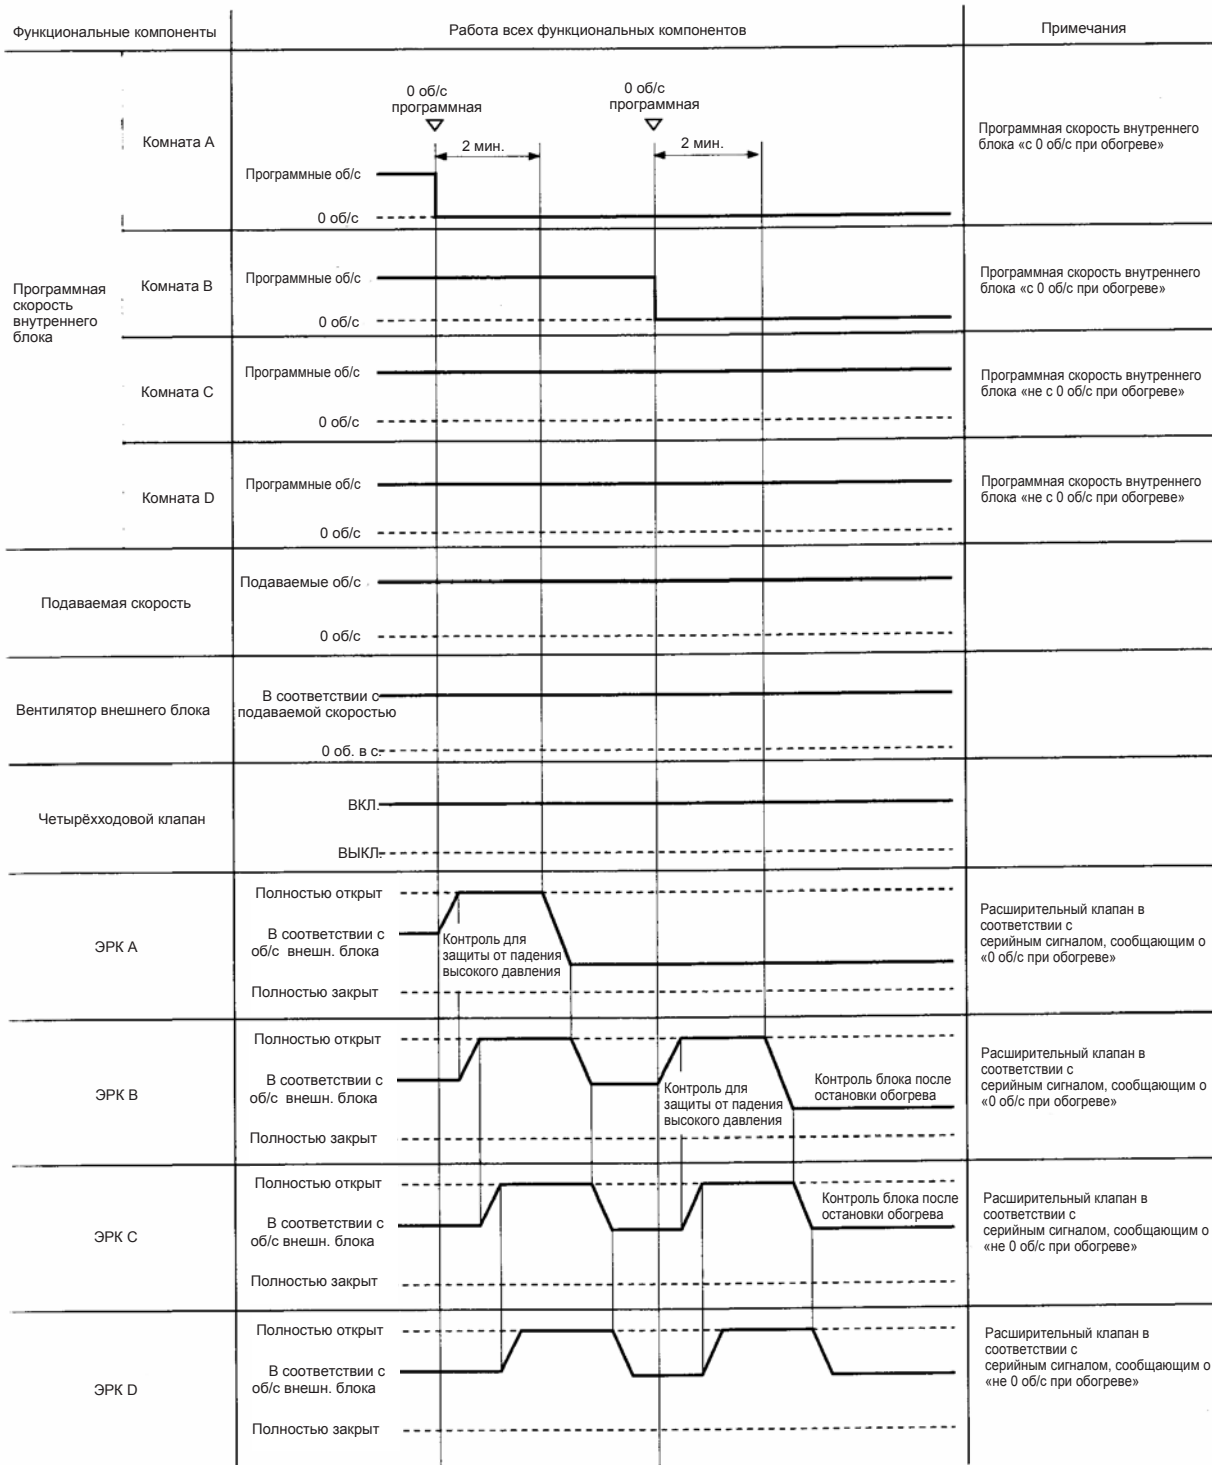 Функциональные компоненты
Работа всех функциональных компонентов
Примечания
0 об/с
программная
0 об/с
программная
2 мин.
2 мин.
Программная
скорость
внутреннего
блока
Комната A
Программные об/с
0 об/с
Программная скорость внутреннего
блока «с 0 об/с при обогреве»
Комната B
Программные об/с
0 об/с
Программная скорость внутреннего
блока «с 0 об/с при обогреве»
Комната C
Программные об/с
0 об/с
Программная скорость внутреннего
блока «не с 0 об/с при обогреве»
Комната D
Программные об/с
0 об/с
Программная скорость внутреннего
блока «не с 0 об/с при обогреве»
Подаваемая скорость
Подаваемые об/с
0 об/с
Вентилятор внешнего блока
В соответствии с
подаваемой скоростью
0 об. в с.
Четырёхходовой клапан
ВКЛ.
ВЫКЛ.
ЭРК A
Полностью открыт
В соответствии с
об/с внешн. блока
Полностью закрыт
Контроль для
защиты от падения
высокого давления
Расширительный клапан в
соответствии с
серийным сигналом, сообщающим о
«0 об/с при обогреве»
ЭРК B
Полностью открыт
В соответствии с
об/с внешн. блока
Полностью закрыт
Контроль для
защиты от падения
высокого давления
Контроль блока после
остановки обогрева
Расширительный клапан в
соответствии с
серийным сигналом, сообщающим о
«0 об/с при обогреве»
ЭРК C
Полностью открыт
В соответствии с
об/с внешн. блока
Полностью закрыт
Контроль блока после
остановки обогрева
Расширительный клапан в
соответствии с
серийным сигналом, сообщающим о
«не 0 об/с при обогреве»
ЭРК D
Полностью открыт
В соответствии с
об/с внешн. блока
Полностью закрыт
Расширительный клапан в
соответствии с
серийным сигналом, сообщающим о
«не 0 об/с при обогреве»